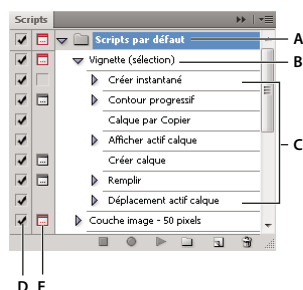 Scripts
Scripts par défaut
A
Vignette (sélection)
B
Créer instantané
Contour progressif
Calque par Copier
C
Afficher actif calque
Créer calque
Remplir
Déplacement actif calque
Couche image - 50 pixels
D E